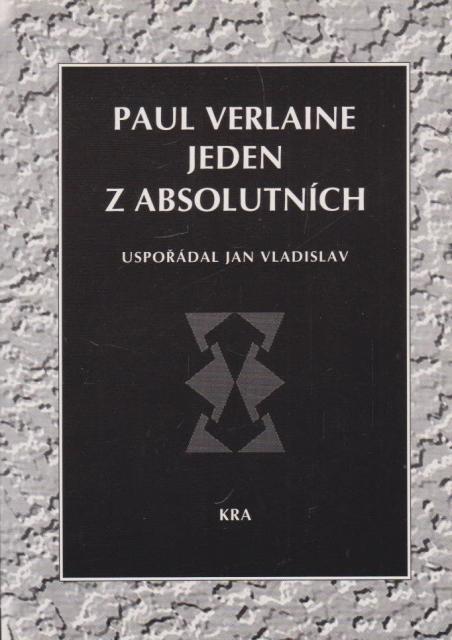 PAUL VERLAINE
JEDEN
Z ABSOLUTNÍCH
USPOŘÁDAL JAN VLADISLAV
KRA